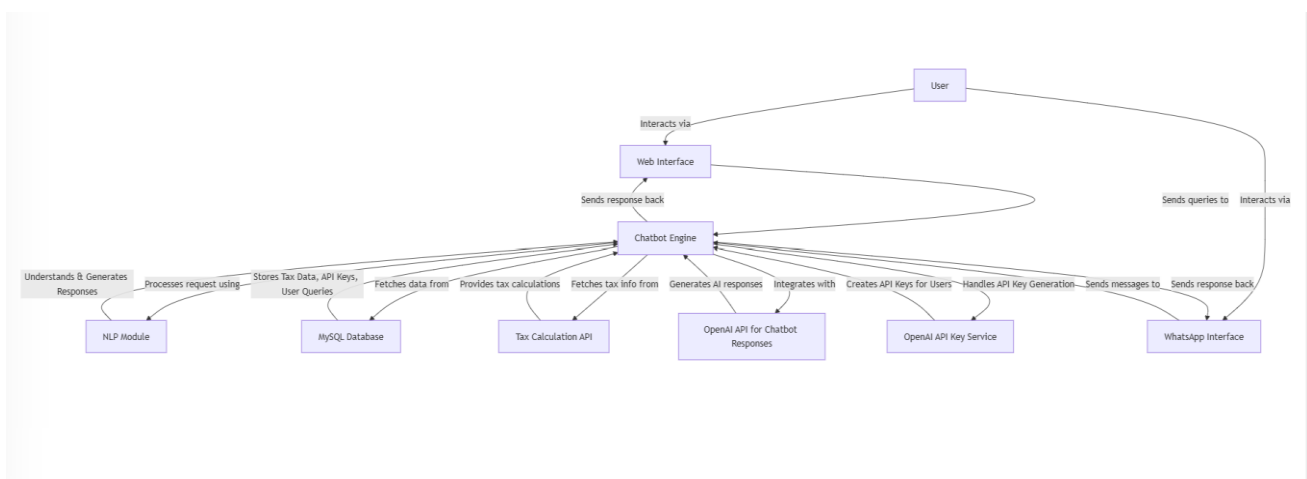 User
Interacts via
Web Interface
Sends response back
Sends queries to
Interacts via
Chatbot Engine
Understands & Generates
Responses
Processes request using
Stores Tax Data, API Keys,
User Queries
Fetches data from
Provides tax calculations
Fetches tax info from
Generates AI responses
Integrates with
Creates API Keys for Users
Handles API Key Generation
Sends messages to
Sends response back
NLP Module
MySQL Database
Tax Calculation API
OpenAI API for Chatbot
Responses
OpenAI API Key Service
WhatsApp Interface